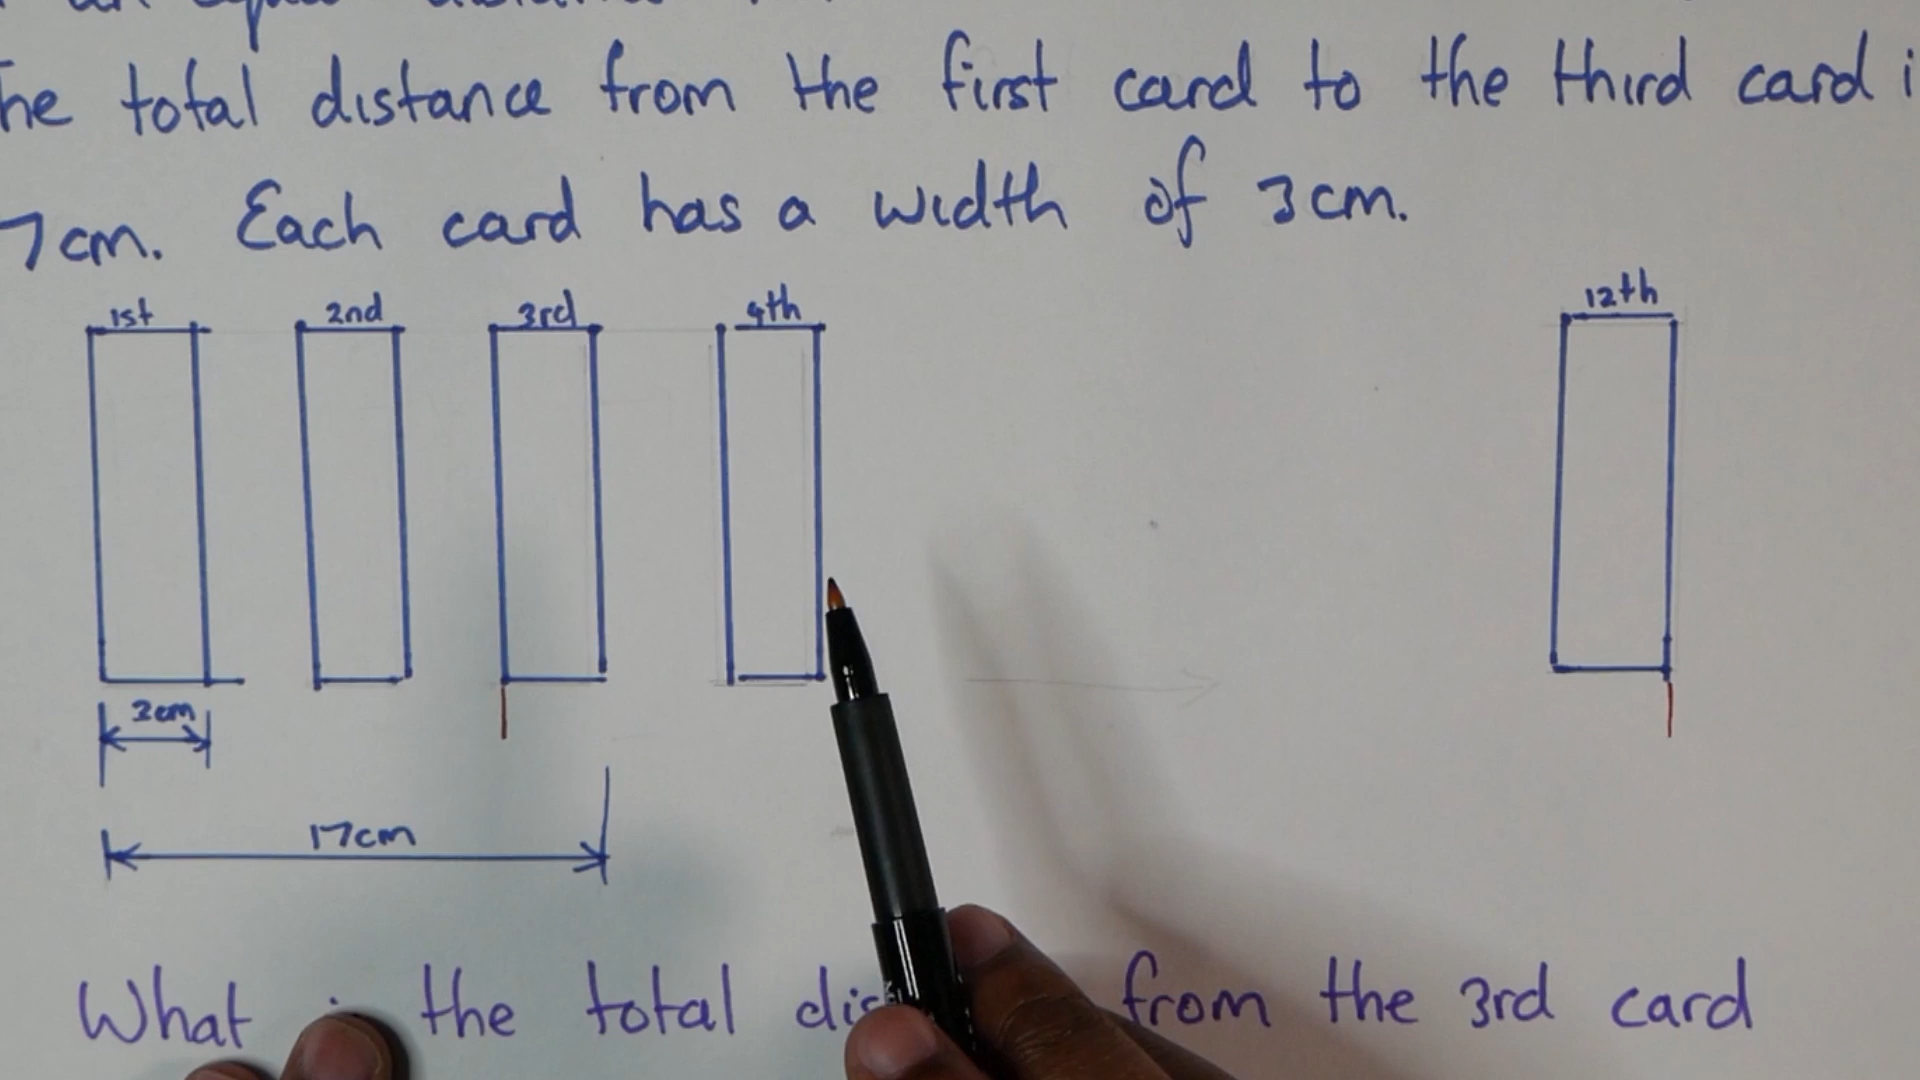 he total distance from the first card to the third card i
7cm. Each card has a width of 3cm.
1st 2nd 3rd 4th 12th
3cm
17cm
What the total from the 3rd card